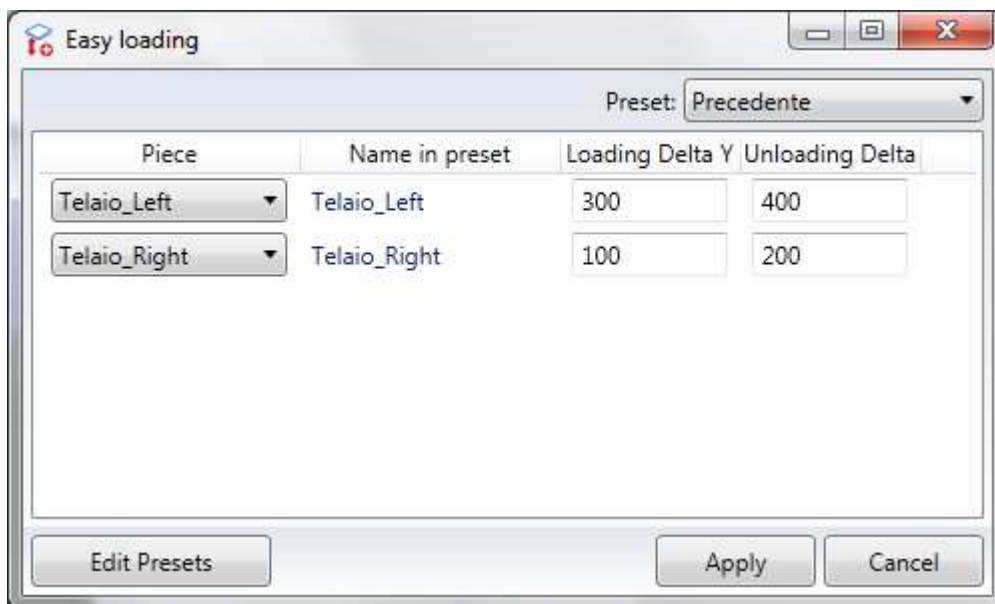 Easy loading
Preset: Precedente
Piece Name in preset Loading Delta Y Unloading Delta
Telaio_Left Telaio_Left 300 400
Telaio_Right Telaio_Right 100 200
Edit Presets Apply Cancel